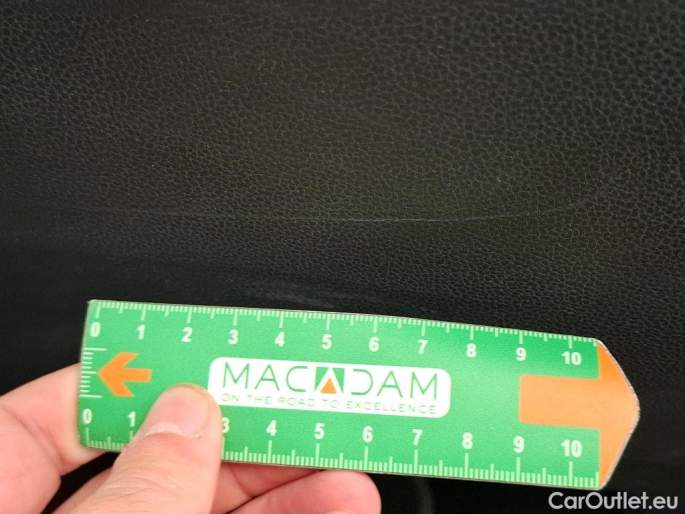 0 1 2 3 4 5 6 7 8 9 10
MACADAM
ON THE ROAD TO EXCELLENCE
0 1 3 4 5 6 7 8 9 10
CarOutlet.eu